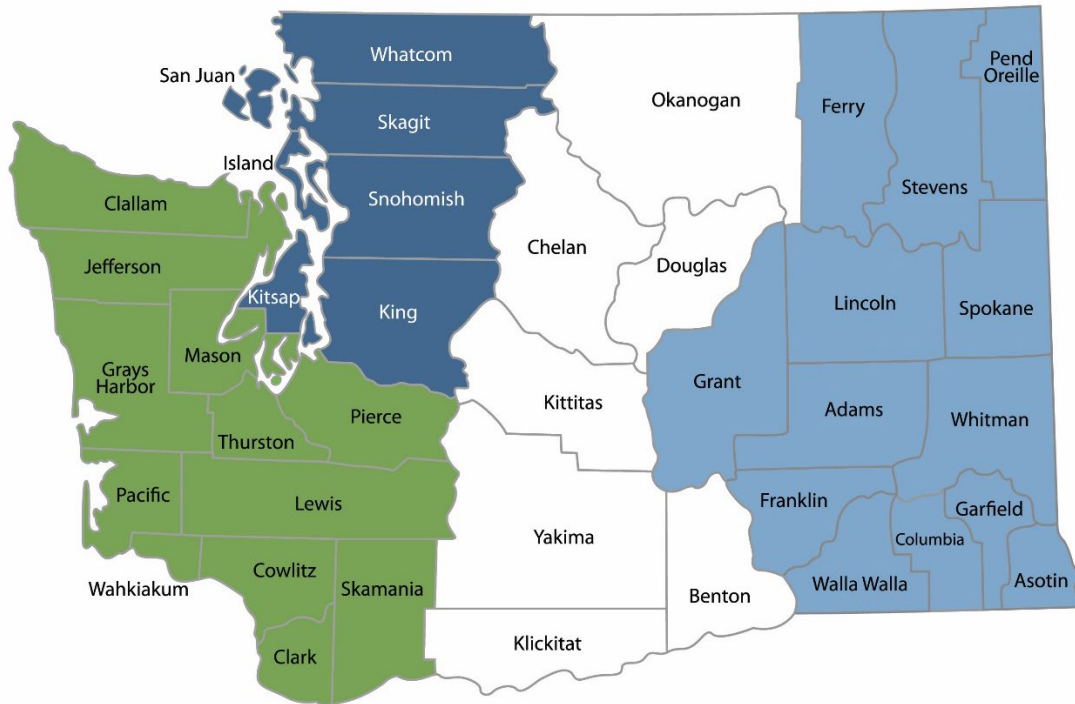 Whatcom
San Juan
Skagit
Island
Snohomish
King
Kitsap
Clallam
Jefferson
Mason
Grays
Harbor
Thurston
Pierce
Pacific
Lewis
Wahkiakum
Cowlitz
Skamania
Clark
Okanogan
Chelan
Douglas
Kittitas
Yakima
Klickitat
Benton
Ferry
Stevens
Pend
Oreille
Lincoln
Spokane
Grant
Adams
Whitman
Franklin
Walla Walla
Columbia
Garfield
Asotin